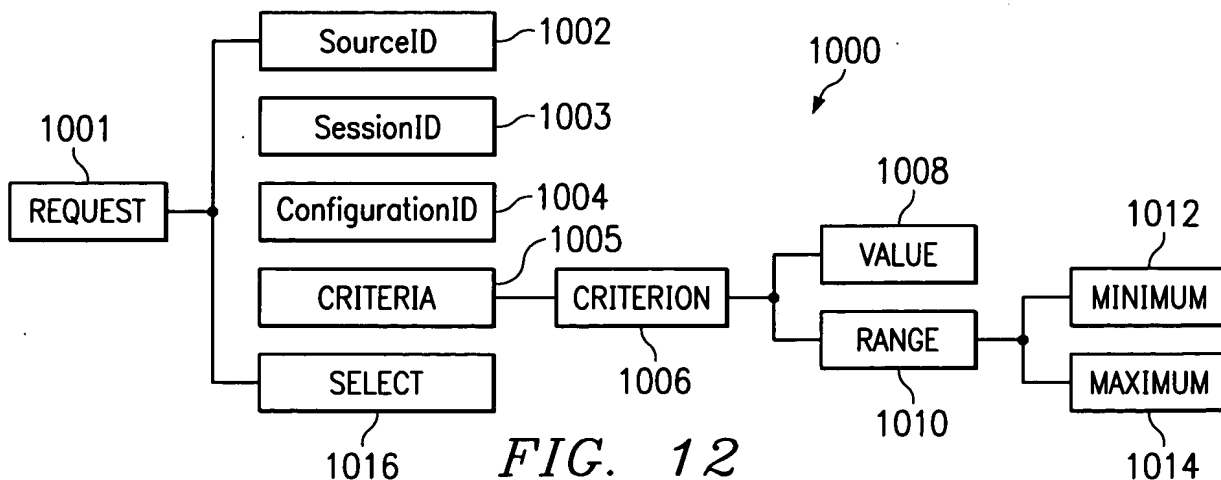 SourceID
1002
1000
SessionID
1003
1001
REQUEST
ConfigurationID
1004
1008
VALUE
1005
CRITERIA
CRITERION
1006
1012
MINIMUM
RANGE
1010
SELECT
1016
MAXIMUM
1014
FIG. 12